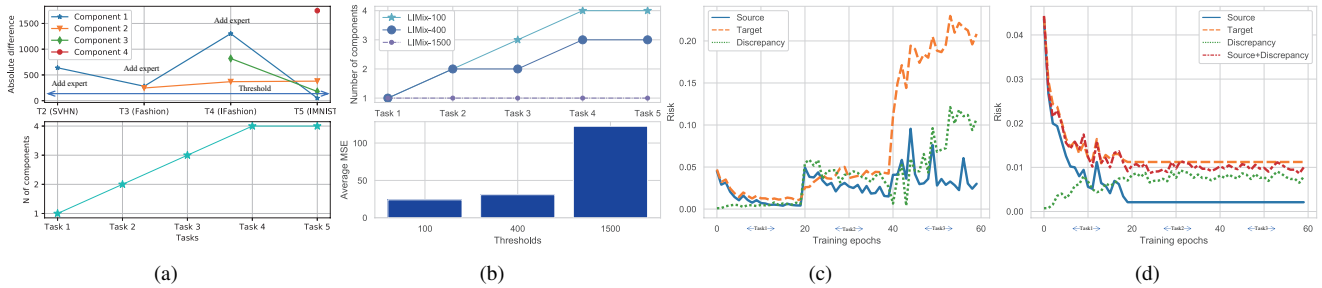 Component 1
Component 2
Component 3
Component 4
Add expert
Add expert
Add expert
Threshold
Absolute difference
1500
1000
500
0
T2 (SVHN)
T3 (Fashion)
T4 (IFashion)
T5 (IMNIST)
N of components
4
3
2
1
Task 1
Task 2
Task 3
Task 4
Task 5
Tasks
(a)
LIMix-100
LIMix-400
LIMix-1500
Number of components
4
3
2
1
Task 1
Task 2
Task 3
Task 4
Task 5
Average MSE
100
50
0
100
400
1500
Thresholds
(b)
Source
Target
Discrepancy
Risk
0.20
0.15
0.10
0.05
0.00
0
20
40
60
Task1
Task2
Task3
Training epochs
(c)
Source
Target
Discrepancy
Source+Discrepancy
Risk
0.04
0.03
0.02
0.01
0.00
0
20
40
60
Task1
Task2
Task3
Training epochs
(d)